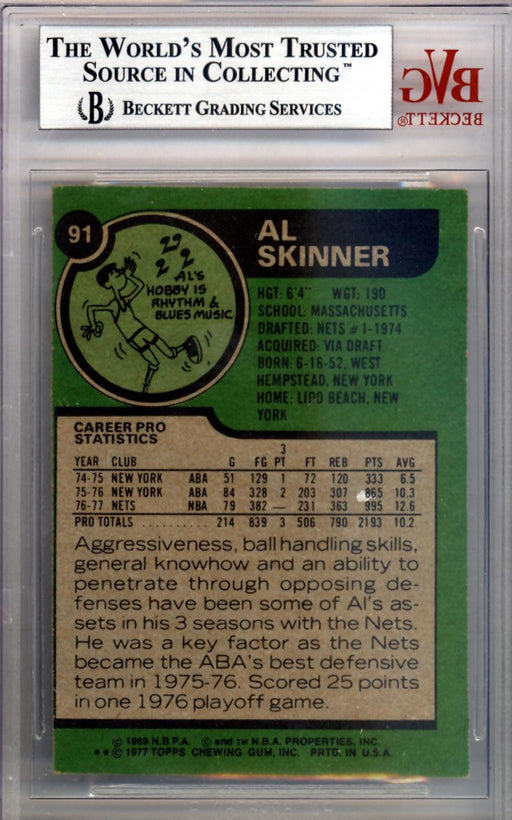 THE WORLD'S MOST TRUSTED
SOURCE IN COLLECTING™
B BECKETT GRADING SERVICES
BVG
BECKETT®
91
AL
SKINNER
AL'S
HOBBY IS
RHYTHM &
BLUES MUSIC.
HGT: 6'4" WGT: 190
SCHOOL: MASSACHUSETTS
DRAFTED: NETS #1-1974
ACQUIRED: VIA DRAFT
BORN: 6-16-52, WEST
HEMPSTEAD, NEW YORK
HOME: LIDO BEACH, NEW
YORK
CAREER PRO
STATISTICS
YEAR CLUB G FG 3 PT FT REB PTS AVG
74-75 NEW YORK ABA 51 129 1 72 120 333 6.5
75-76 NEW YORK ABA 84 328 2 203 307 865 10.3
76-77 NETS NBA 79 382 — 231 363 995 12.6
PRO TOTALS .......... 214 839 3 506 790 2193 10.2
Aggressiveness, ball handling skills,
general knowhow and an ability to
penetrate through opposing de-
fenses have been some of Al's as-
sets in his 3 seasons with the Nets.
He was a key factor as the Nets
became the ABA's best defensive
team in 1975-76. Scored 25 points
in one 1976 playoff game.
© 1969 N.B.P.A. © and TM N.B.A. PROPERTIES, INC.
**© 1977 TOPPS CHEWING GUM, INC. PRTD. IN U.S.A.